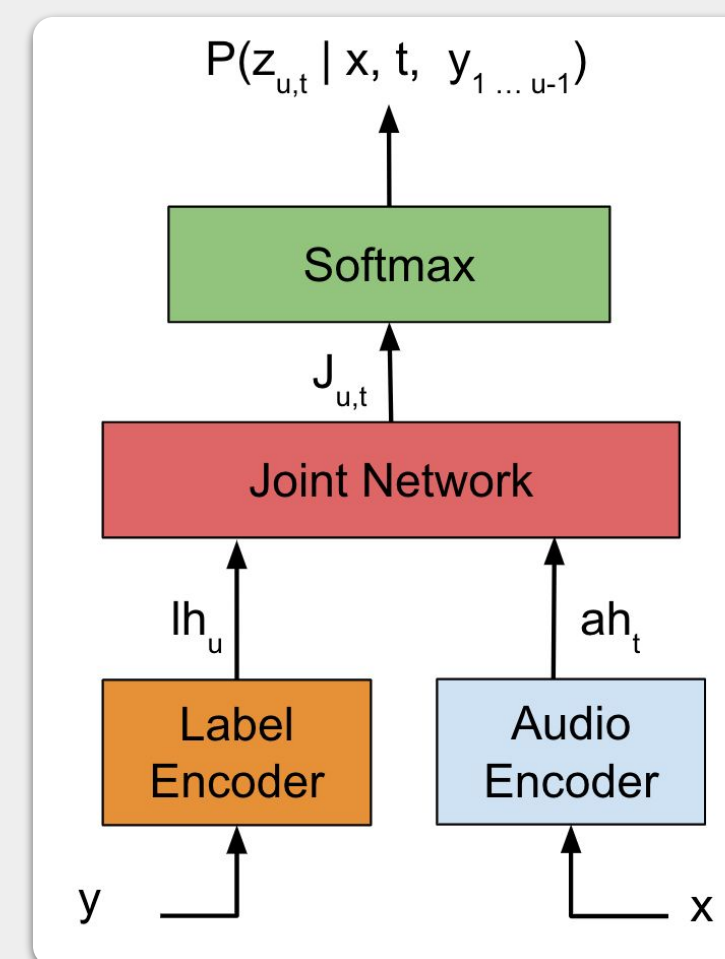 P(z_{u,t} | x, t, y_{1 ... u-1})
Softmax
J_{u,t}
Joint Network
lh_u
ah_t
Label
Encoder
Audio
Encoder
y
x